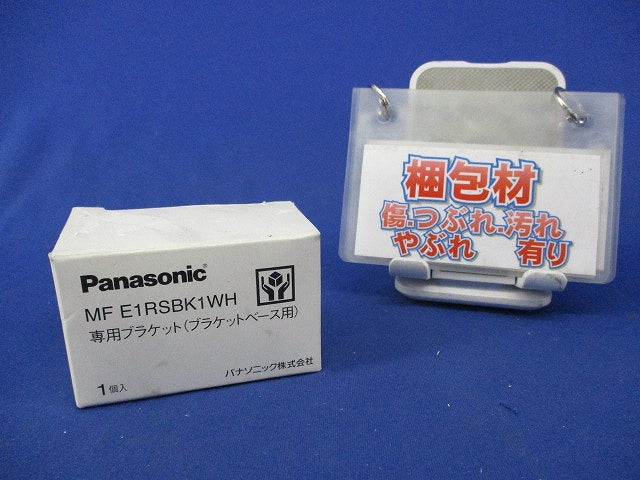 Panasonic
MF E1RSBK1WH
専用ブラケット(ブラケットベース用)
パナソニック株式会社
1個入
梱包材
傷.つぶれ.汚れ
やぶれ 有り